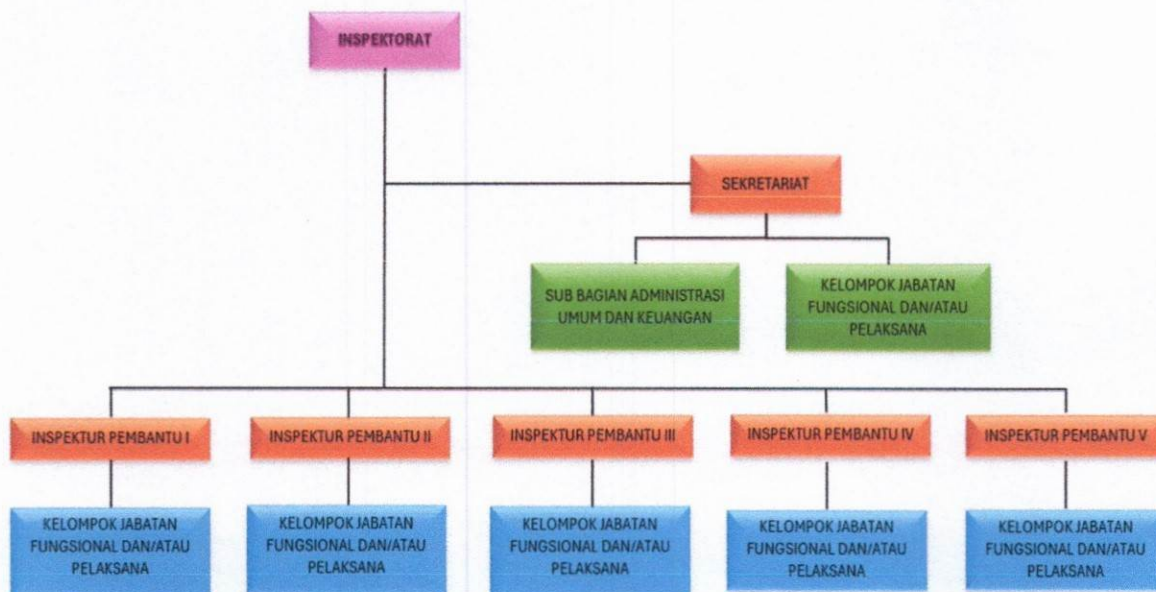 INSPEKTORAT
SEKRETARIAT
SUB BAGIAN ADMINISTRASI
UMUM DAN KEUANGAN
KELOMPOK JABATAN
FUNGSIONAL DAN/ATAU
PELAKSANA
INSPEKTUR PEMBANTU I
INSPEKTUR PEMBANTU II
INSPEKTUR PEMBANTU III
INSPEKTUR PEMBANTU IV
INSPEKTUR PEMBANTU V
KELOMPOK JABATAN
FUNGSIONAL DAN/ATAU
PELAKSANA
KELOMPOK JABATAN
FUNGSIONAL DAN/ATAU
PELAKSANA
KELOMPOK JABATAN
FUNGSIONAL DAN/ATAU
PELAKSANA
KELOMPOK JABATAN
FUNGSIONAL DAN/ATAU
PELAKSANA
KELOMPOK JABATAN
FUNGSIONAL DAN/ATAU
PELAKSANA